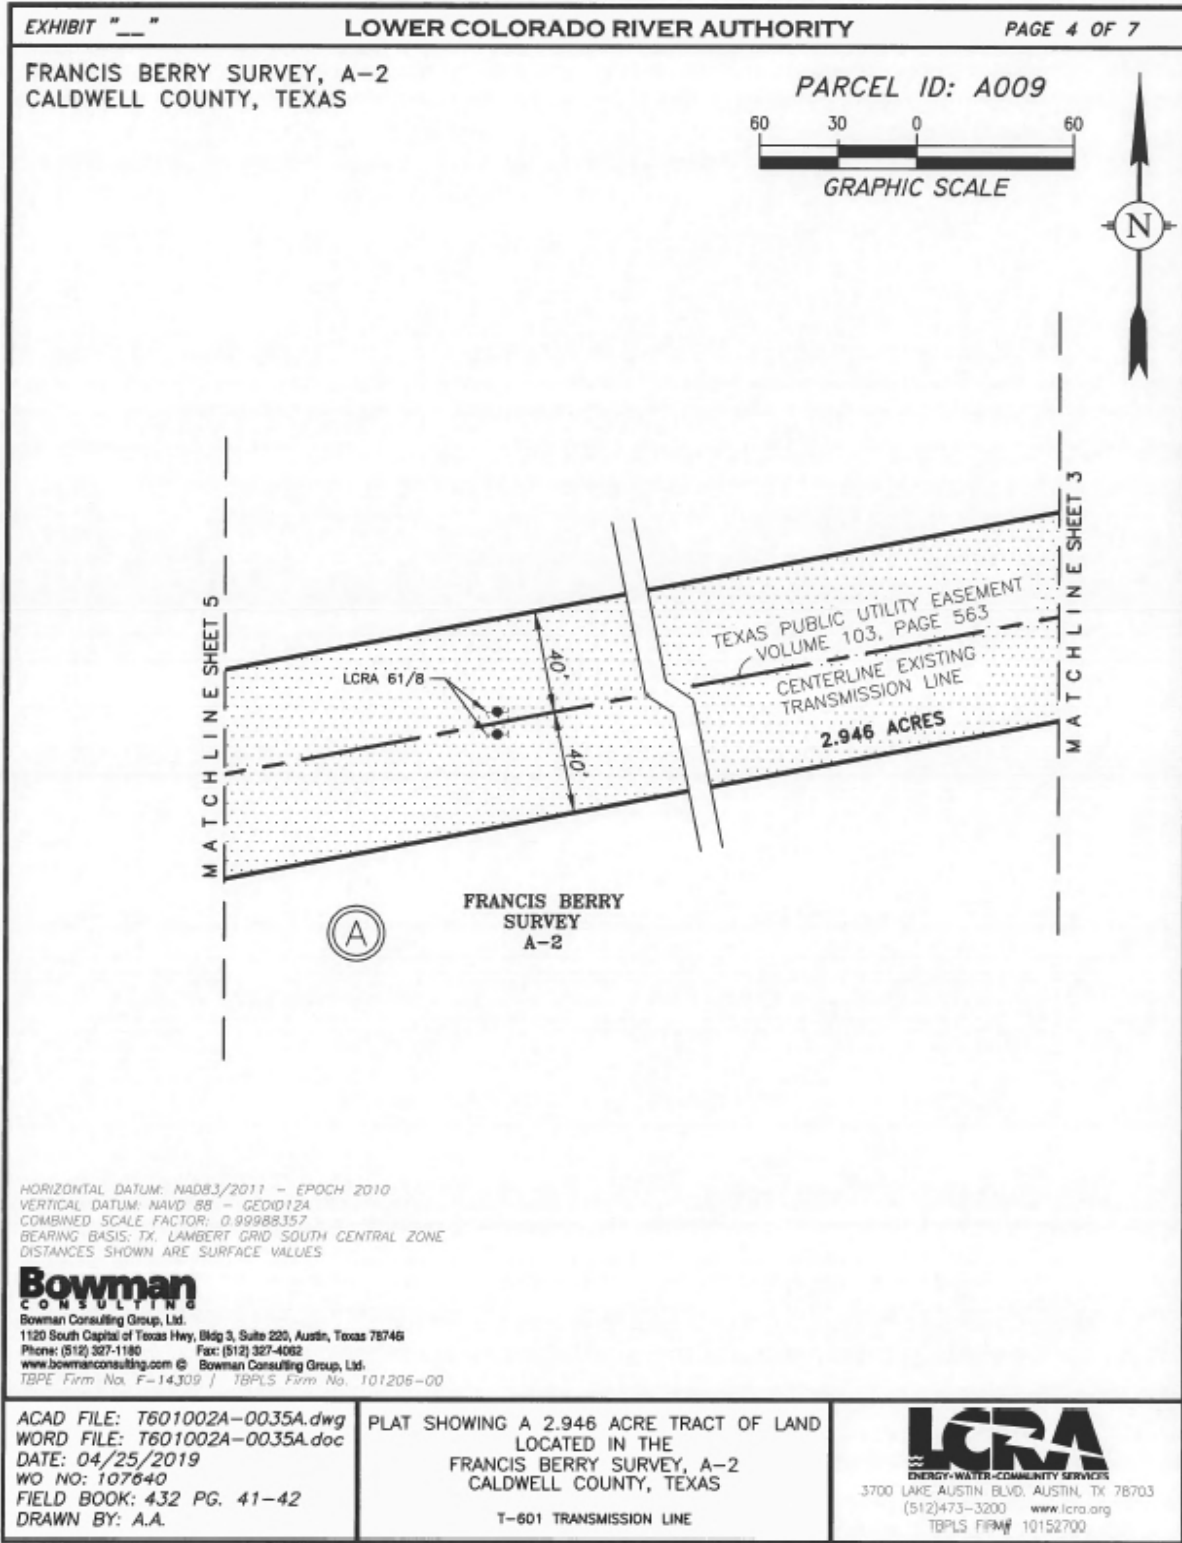 EXHIBIT "__"
LOWER COLORADO RIVER AUTHORITY
PAGE 4 OF 7
FRANCIS BERRY SURVEY, A-2
CALDWELL COUNTY, TEXAS
PARCEL ID: A009
60 30 0 60
GRAPHIC SCALE
N
MATCHLINE SHEET 5
MATCHLINE SHEET 3
LCRA 61/8
40'
40'
TEXAS PUBLIC UTILITY EASEMENT
VOLUME 103, PAGE 563
CENTERLINE EXISTING
TRANSMISSION LINE
2.946 ACRES
A
FRANCIS BERRY
SURVEY
A-2
HORIZONTAL DATUM: NAD83/2011 - EPOCH 2010
VERTICAL DATUM: NAVD 88 - GEOID12A
COMBINED SCALE FACTOR: 0.99988357
BEARING BASIS: TX. LAMBERT GRID SOUTH CENTRAL ZONE
DISTANCES SHOWN ARE SURFACE VALUES
Bowman
CONSULTING
Bowman Consulting Group, Ltd.
1120 South Capital of Texas Hwy, Bldg 3, Suite 220, Austin, Texas 78746
Phone: (512) 327-1180 Fax: (512) 327-4062
www.bowmanconsulting.com © Bowman Consulting Group, Ltd.
TBPE Firm No. F-14309 | TBPLS Firm No. 101206-00
ACAD FILE: T601002A-0035A.dwg
WORD FILE: T601002A-0035A.doc
DATE: 04/25/2019
WO NO: 107640
FIELD BOOK: 432 PG. 41-42
DRAWN BY: A.A.
PLAT SHOWING A 2.946 ACRE TRACT OF LAND
LOCATED IN THE
FRANCIS BERRY SURVEY, A-2
CALDWELL COUNTY, TEXAS
T-601 TRANSMISSION LINE
LCRA
ENERGY•WATER•COMMUNITY SERVICES
3700 LAKE AUSTIN BLVD. AUSTIN, TX 78703
(512)473-3200 www.lcra.org
TBPLS FIRM# 10152700